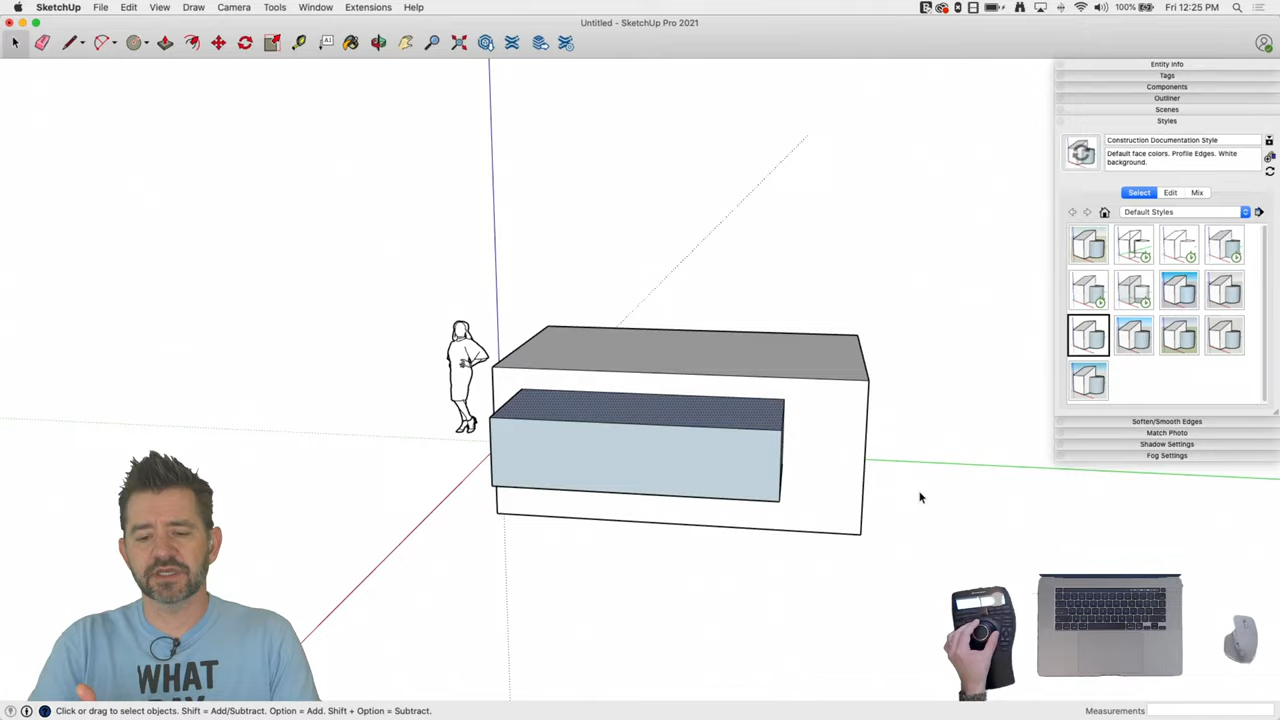 SketchUp File Edit View Draw Camera Tools Window Extensions Help
100% Fri 12:25 PM
Untitled - SketchUp Pro 2021
A1
Entity Info
Tags
Components
Outliner
Scenes
Styles
Construction Documentation Style
Default face colors. Profile Edges. White
background.
Select Edit Mix
Default Styles
Soften/Smooth Edges
Match Photo
Shadow Settings
Fog Settings
WHAT
Click or drag to select objects. Shift = Add/Subtract. Option = Add. Shift + Option = Subtract.
Measurements